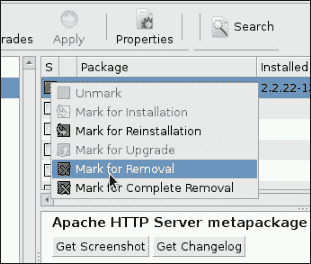 rades
Apply
Properties
Search
S
Package
Installed
Unmark
2.2.22-1
Mark for Installation
Mark for Reinstallation
Mark for Upgrade
Mark for Removal
Mark for Complete Removal
Apache HTTP Server metapackage
Get Screenshot
Get Changelog